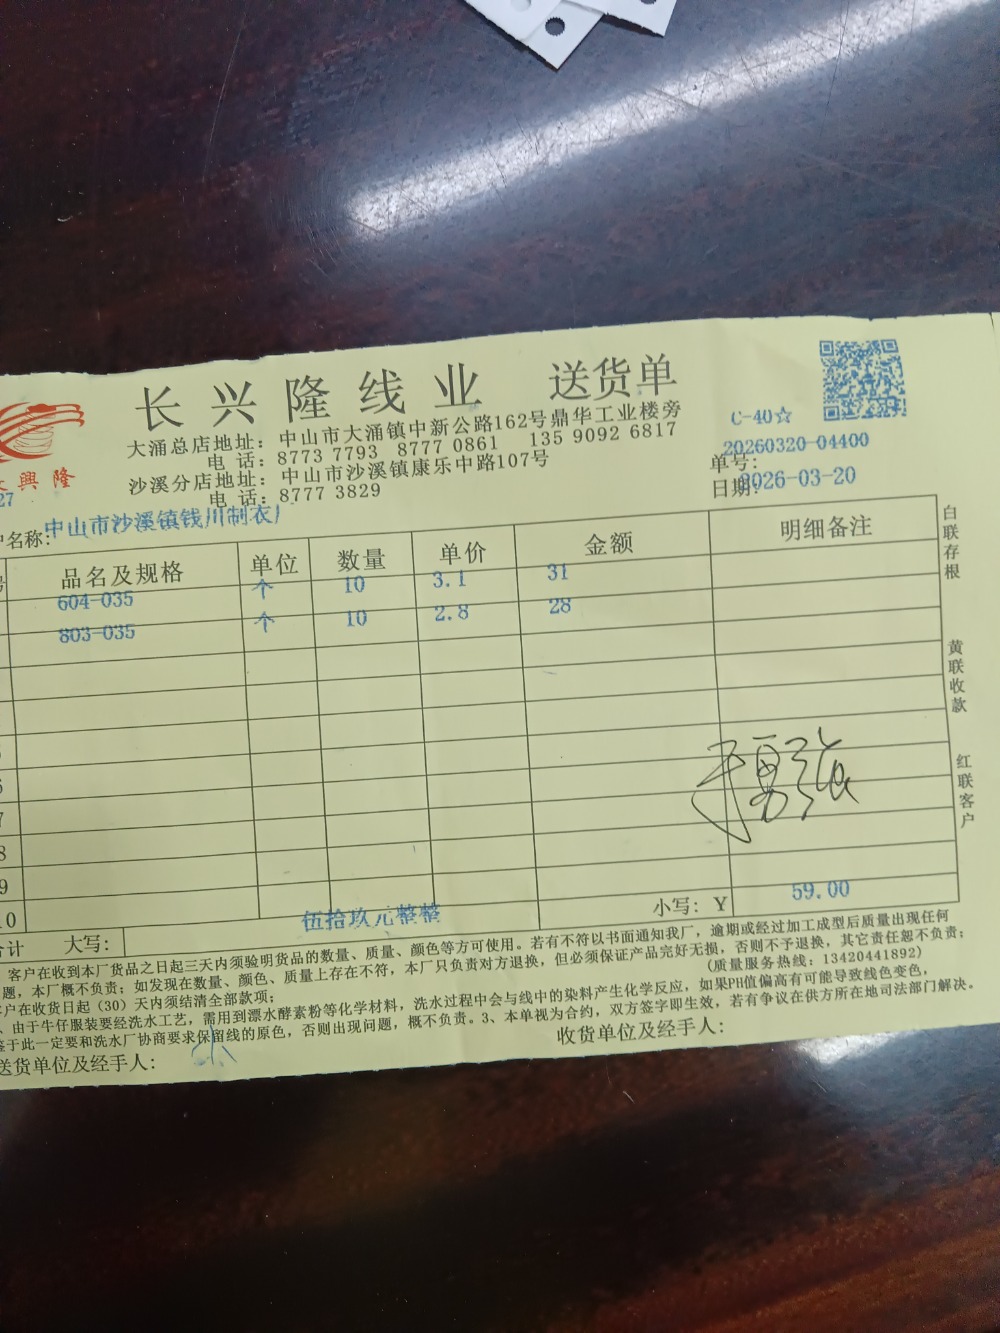 长兴隆线业 送货单
C-40☆
大涌总店地址：中山市大涌镇中新公路162号鼎华工业楼旁
电话：8773 7793 8777 0861 135 9092 6817
沙溪分店地址：中山市沙溪镇康乐中路107号
电话：8777 3829
興隆
27
单号：20260320-04400
日期：2026-03-20
户名称：中山市沙溪镇钱川制衣厂
号 品名及规格 单位 数量 单价 金额 明细备注
604-035 个 10 3.1 31
803-035 个 10 2.8 28
6
7
8
9
10
合计 大写： 伍拾玖元整整 小写：Y 59.00
白联存根
黄联收款
红联客户
客户在收到本厂货品之日起三天内须验明货品的数量、质量、颜色等方可使用。若有不符以书面通知我厂，逾期或经过加工成型后质量出现任何
题，本厂概不负责；如发现在数量、颜色、质量上存在不符，本厂只负责对方退换，但必须保证产品完好无损，否则不予退换，其它责任恕不负责；
客户在收货日起（30）天内须结清全部款项； (质量服务热线：13420441892)
、由于牛仔服装要经洗水工艺，需用到漂水酵素粉等化学材料，洗水过程中会与线中的染料产生化学反应，如果PH值偏高有可能导致线色变色，
鉴于此一定要和洗水厂协商要求保留线的原色，否则出现问题，概不负责。3、本单视为合约，双方签字即生效，若有争议在供方所在地司法部门解决。
送货单位及经手人： 收货单位及经手人：